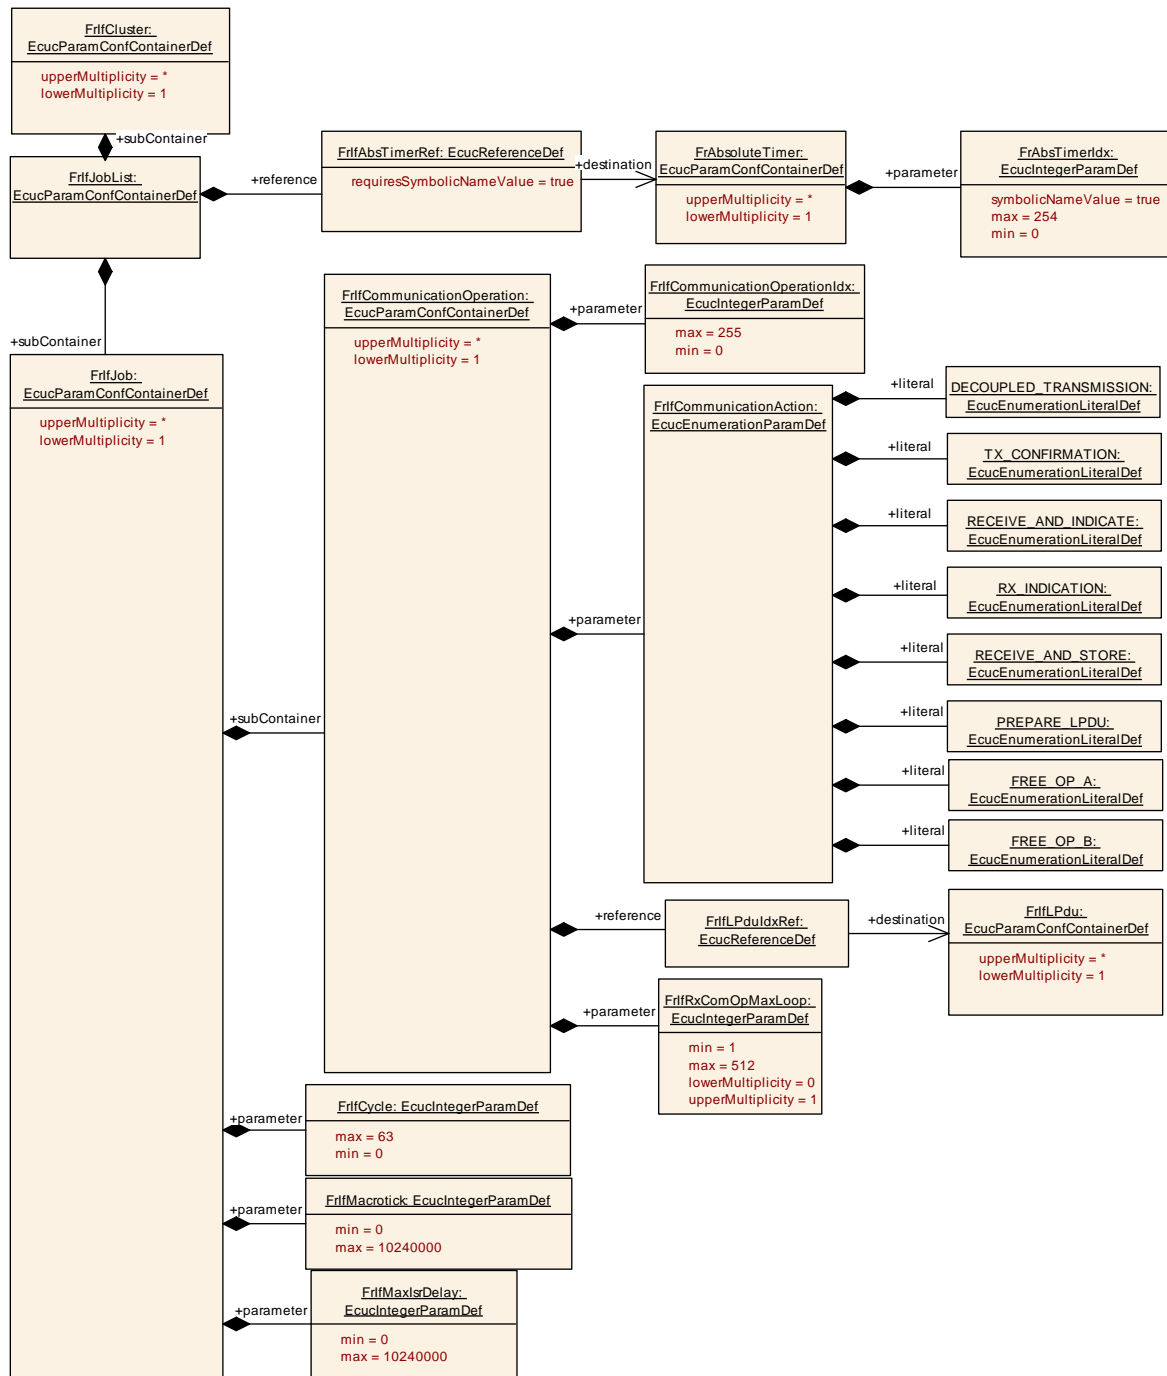 FrIfCluster:
EcucParamConfContainerDef
upperMultiplicity = *
lowerMultiplicity = 1
+subContainer
FrIfJobList:
EcucParamConfContainerDef
+reference
FrIfAbsTimerRef: EcucReferenceDef
requiresSymbolicNameValue = true
+destination
FrAbsoluteTimer:
EcucParamConfContainerDef
upperMultiplicity = *
lowerMultiplicity = 1
+parameter
FrAbsTimerIdx:
EcucIntegerParamDef
symbolicNameValue = true
max = 254
min = 0
+subContainer
FrIfJob:
EcucParamConfContainerDef
upperMultiplicity = *
lowerMultiplicity = 1
+subContainer
FrIfCommunicationOperation:
EcucParamConfContainerDef
upperMultiplicity = *
lowerMultiplicity = 1
+parameter
FrIfCommunicationOperationIdx:
EcucIntegerParamDef
max = 255
min = 0
+parameter
FrIfCommunicationAction:
EcucEnumerationParamDef
+literal
DECOUPLED_TRANSMISSION:
EcucEnumerationLiteralDef
+literal
TX_CONFIRMATION:
EcucEnumerationLiteralDef
+literal
RECEIVE_AND_INDICATE:
EcucEnumerationLiteralDef
+literal
RX_INDICATION:
EcucEnumerationLiteralDef
+literal
RECEIVE_AND_STORE:
EcucEnumerationLiteralDef
+literal
PREPARE_LPDU:
EcucEnumerationLiteralDef
+literal
FREE_OP_A:
EcucEnumerationLiteralDef
+literal
FREE_OP_B:
EcucEnumerationLiteralDef
+reference
FrIfLPduIdxRef:
EcucReferenceDef
+destination
FrIfLPdu:
EcucParamConfContainerDef
upperMultiplicity = *
lowerMultiplicity = 1
+parameter
FrIfRxComOpMaxLoop:
EcucIntegerParamDef
min = 1
max = 512
lowerMultiplicity = 0
upperMultiplicity = 1
+parameter
FrIfCycle: EcucIntegerParamDef
max = 63
min = 0
+parameter
FrIfMacrotick: EcucIntegerParamDef
min = 0
max = 10240000
+parameter
FrIfMaxIsrDelay:
EcucIntegerParamDef
min = 0
max = 10240000